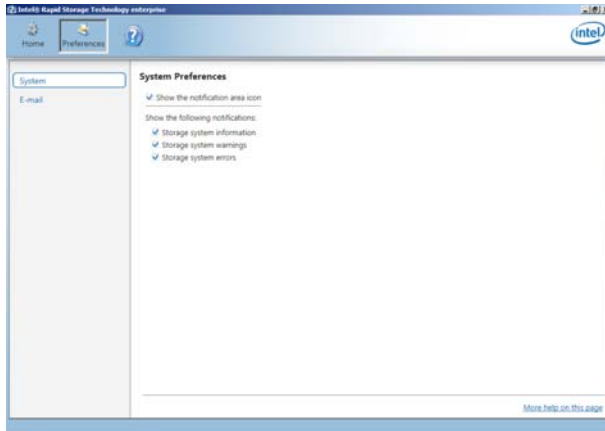 Intel® Rapid Storage Technology enterprise
Home
Preferences
?
intel
System
E-mail
System Preferences
Show the notification area icon
Show the following notifications:
Storage system information
Storage system warnings
Storage system errors
More help on this page